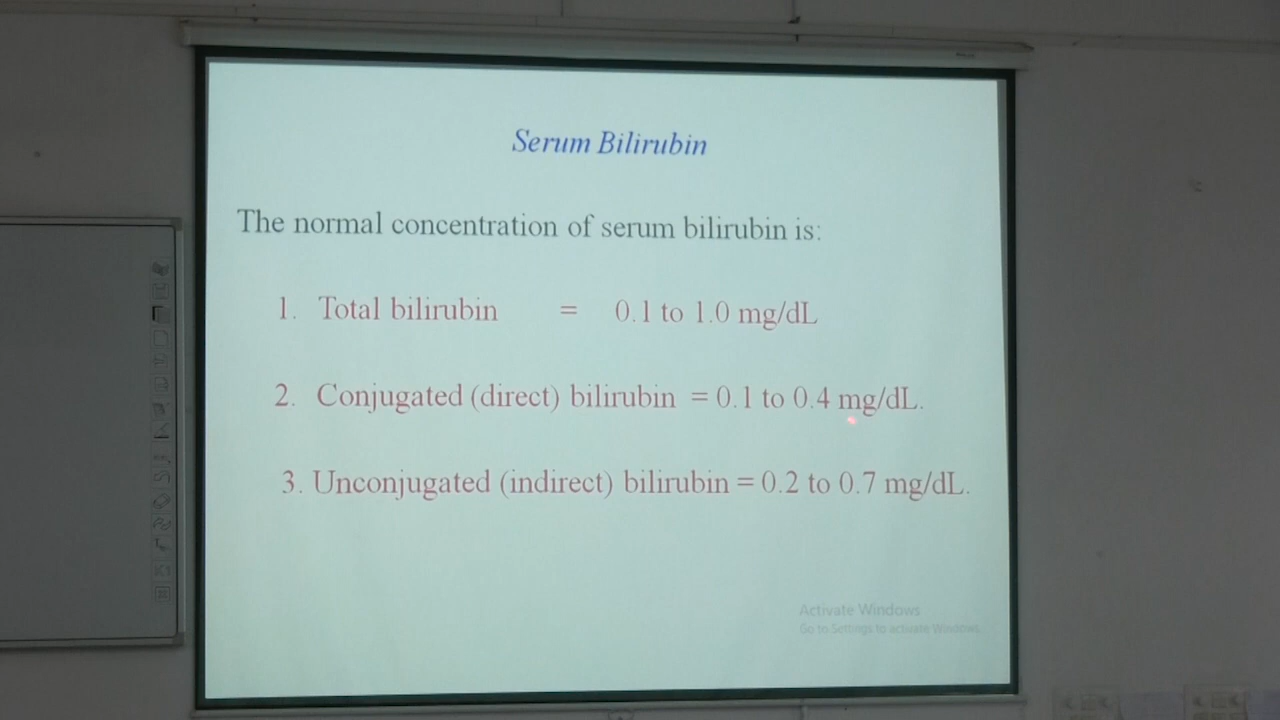 Serum Bilirubin
The normal concentration of serum bilirubin is:
1. Total bilirubin = 0.1 to 1.0 mg/dL
2. Conjugated (direct) bilirubin = 0.1 to 0.4 mg/dL.
3. Unconjugated (indirect) bilirubin = 0.2 to 0.7 mg/dL.
Activate Windows
Go to Settings to activate Windows.